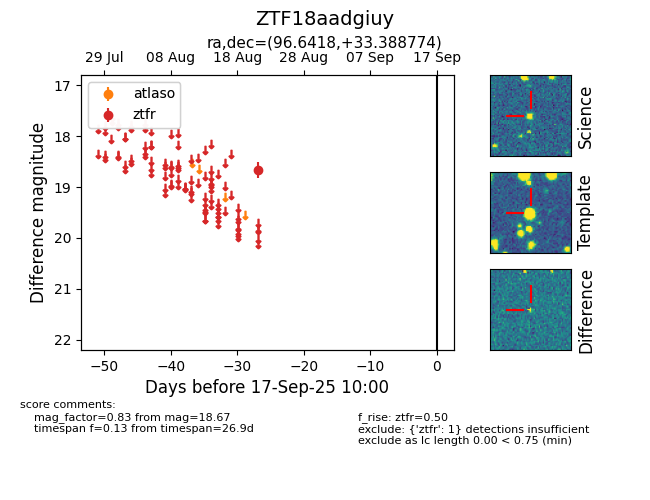 ZTF18aadgiuy
ra,dec=(96.6418,+33.388774)
29 Jul 08 Aug 18 Aug 28 Aug 07 Sep 17 Sep
atlaso
ztfr
17
18
19
20
21
22
Difference magnitude
−50 −40 −30 −20 −10 0
Days before 17-Sep-25 10:00
Science
Template
Difference
score comments:
mag_factor=0.83 from mag=18.67
timespan f=0.13 from timespan=26.9d
f_rise: ztfr=0.50
exclude: {'ztfr': 1} detections insufficient
exclude as lc length 0.00 < 0.75 (min)